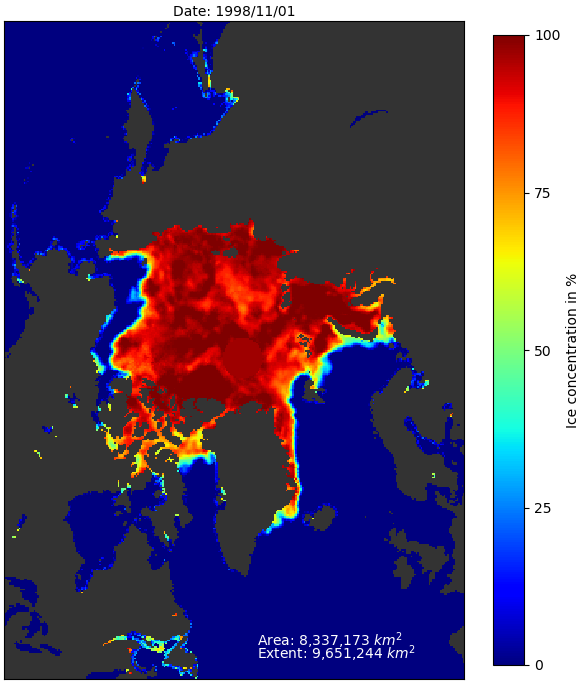 Date: 1998/11/01
100
75
50
25
0
Ice concentration in %
Area: 8,337,173 km²
Extent: 9,651,244 km²